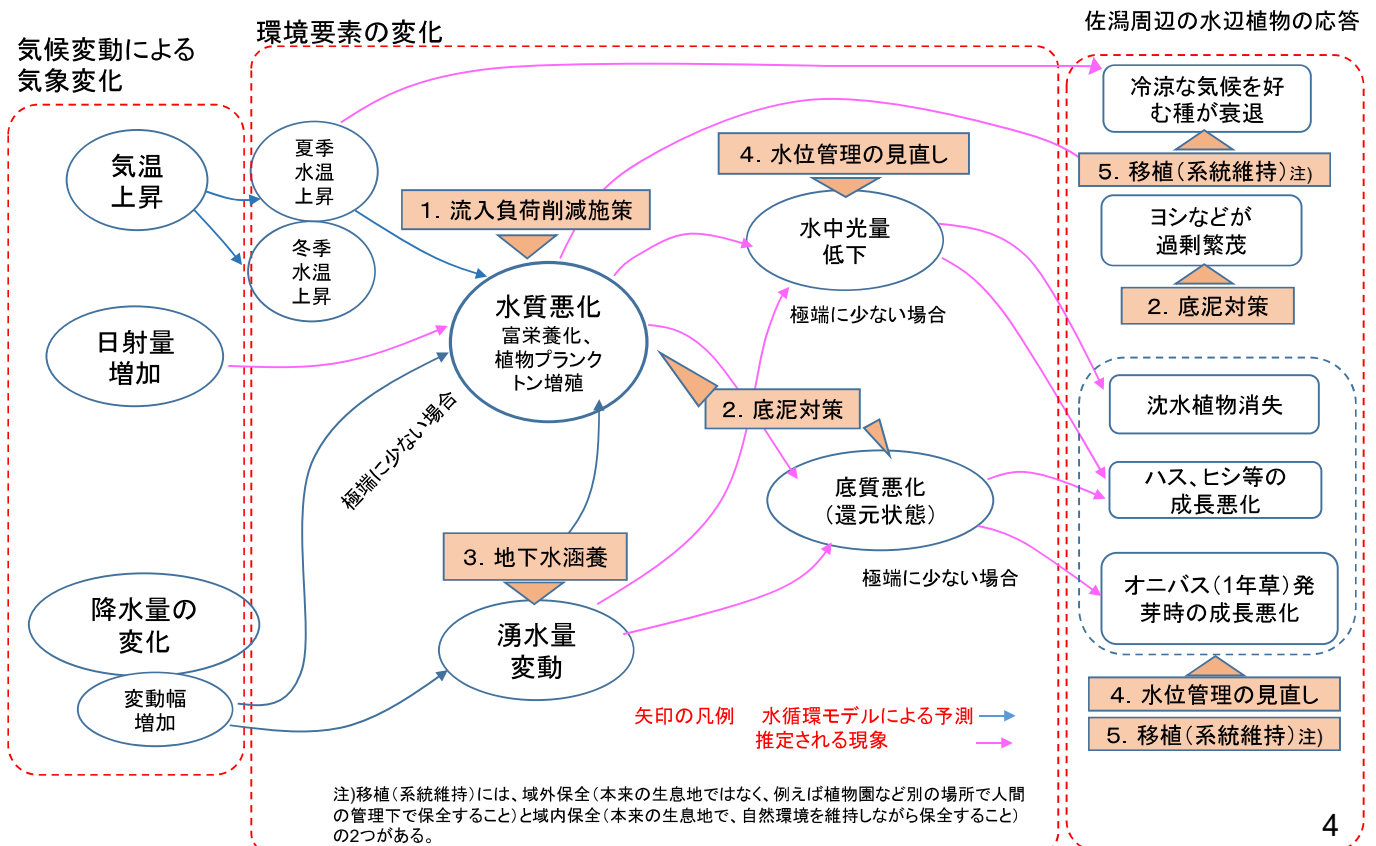 気候変動による
気象変化
環境要素の変化
佐潟周辺の水辺植物の応答
気温
上昇
日射量
増加
降水量の
変化
変動幅
増加
夏季
水温
上昇
冬季
水温
上昇
1．流入負荷削減施策
水質悪化
富栄養化、
植物プランク
トン増殖
極端に少ない場合
3．地下水涵養
湧水量
変動
4．水位管理の見直し
水中光量
低下
極端に少ない場合
2．底泥対策
底質悪化
（還元状態）
極端に少ない場合
冷涼な気候を好
む種が衰退
5．移植（系統維持）注）
ヨシなどが
過剰繁茂
2．底泥対策
沈水植物消失
ハス、ヒシ等の
成長悪化
オニバス（1年草）発
芽時の成長悪化
4．水位管理の見直し
5．移植（系統維持）注）
矢印の凡例　水循環モデルによる予測
推定される現象
注）移植（系統維持）には、域外保全（本来の生息地ではなく、例えば植物園など別の場所で人間
の管理下で保全すること）と域内保全（本来の生息地で、自然環境を維持しながら保全すること）
の2つがある。
4